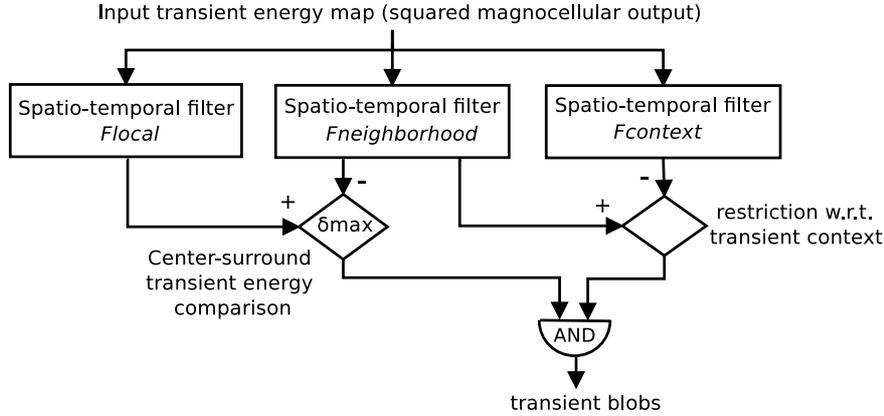 Input transient energy map (squared magnocellular output)
Spatio-temporal filter
Flocal
Spatio-temporal filter
Fneighborhood
Spatio-temporal filter
Fcontext
-
-
+
+
δmax
restriction w.r.t.
transient context
Center-surround
transient energy
comparison
AND
transient blobs